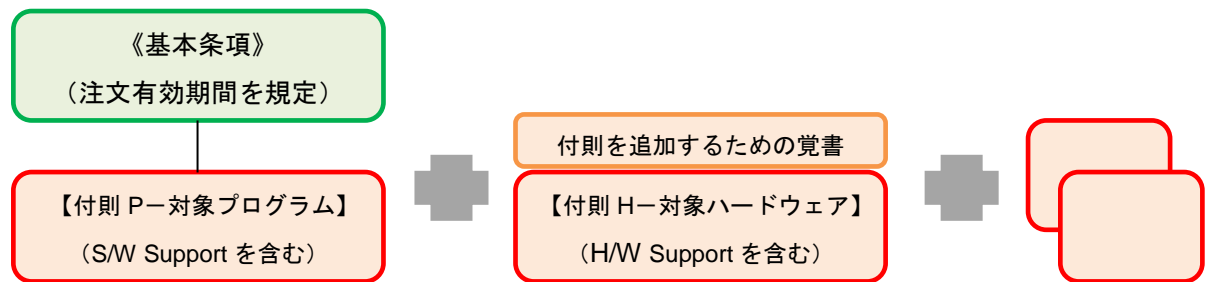 《基本条項》
（注文有効期間を規定）
【付則 P－対象プログラム】
（S/W Support を含む）
付則を追加するための覚書
【付則 H－対象ハードウェア】
（H/W Support を含む）